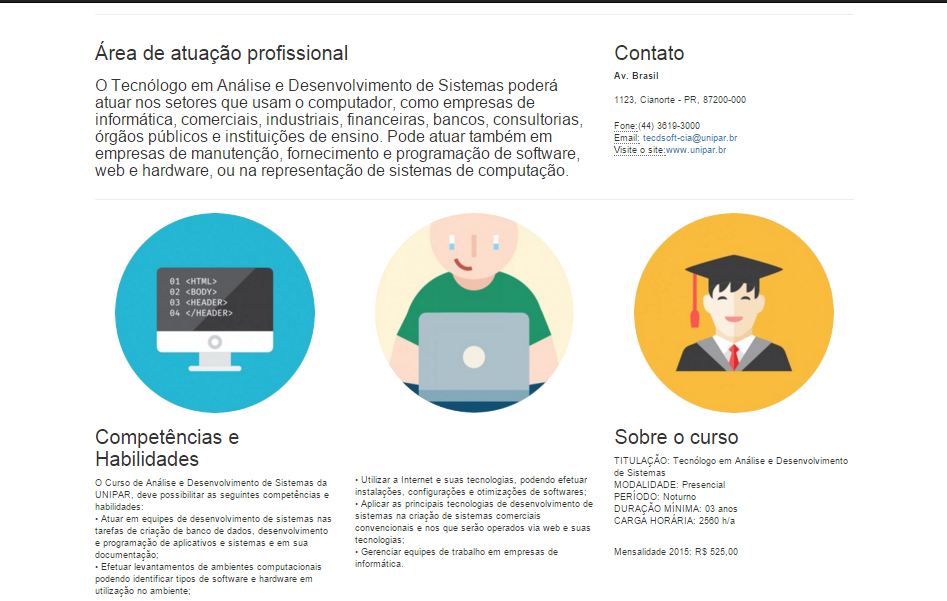 Área de atuação profissional
O Tecnólogo em Análise e Desenvolvimento de Sistemas poderá
atuar nos setores que usam o computador, como empresas de
informática, comerciais, industriais, financeiras, bancos, consultorias,
órgãos públicos e instituições de ensino. Pode atuar também em
empresas de manutenção, fornecimento e programação de software,
web e hardware, ou na representação de sistemas de computação.
Contato
Av. Brasil
1123, Cianorte - PR, 87200-000
Fone:(44) 3619-3000
Email: tecdsoft-cia@unipar.br
Visite o site:www.unipar.br
01 <HTML>
02 <BODY>
03 <HEADER>
04 </HEADER>
Competências e
Habilidades
O Curso de Análise e Desenvolvimento de Sistemas da
UNIPAR, deve possibilitar as seguintes competências e
habilidades:
• Atuar em equipes de desenvolvimento de sistemas nas
tarefas de criação de banco de dados, desenvolvimento
e programação de aplicativos e sistemas e em sua
documentação;
• Efetuar levantamentos de ambientes computacionais
podendo identificar tipos de software e hardware em
utilização no ambiente;
• Utilizar a Internet e suas tecnologias, podendo efetuar
instalações, configurações e otimizações de softwares;
• Aplicar as principais tecnologias de desenvolvimento de
sistemas na criação de sistemas comerciais
convencionais e nos que serão operados via web e suas
tecnologias;
• Gerenciar equipes de trabalho em empresas de
informática.
Sobre o curso
TITULAÇÃO: Tecnólogo em Análise e Desenvolvimento
de Sistemas
MODALIDADE: Presencial
PERÍODO: Noturno
DURAÇÃO MÍNIMA: 03 anos
CARGA HORÁRIA: 2560 h/a
Mensalidade 2015: R$ 525,00